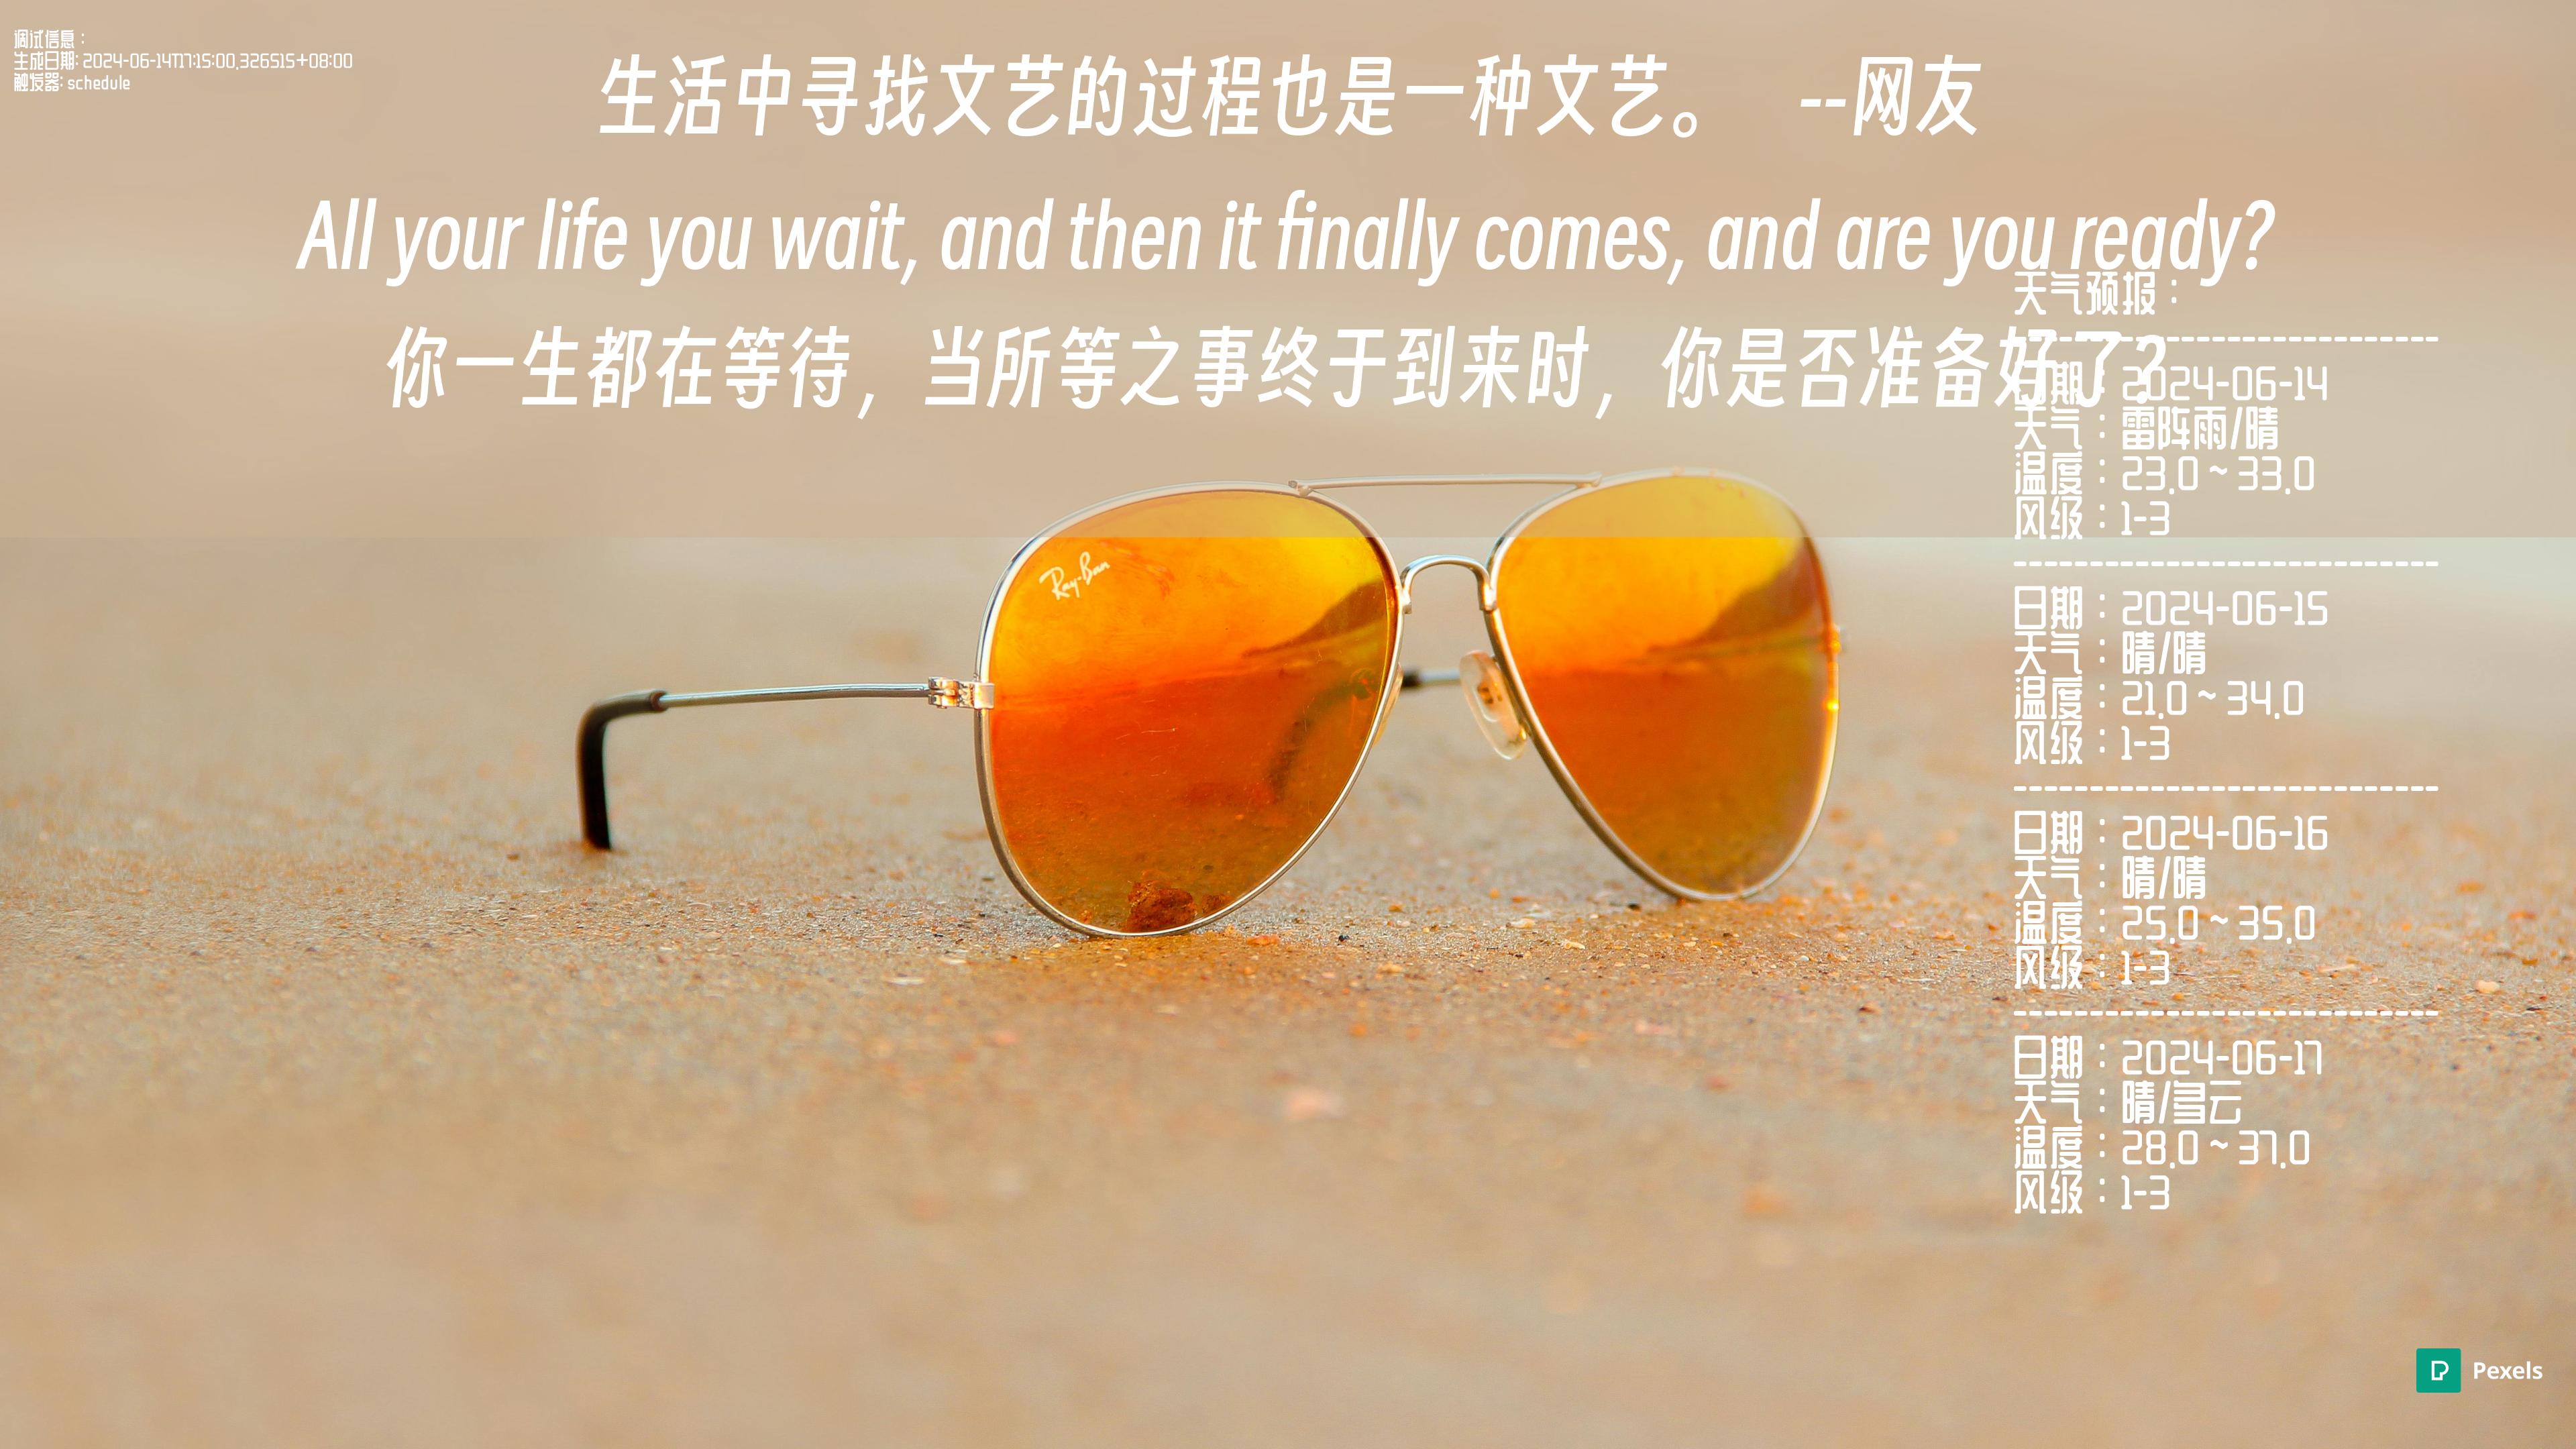 调试信息：
生成日期: 2024-06-14T17:15:00.326515+08:00
触发器: schedule
生活中寻找文艺的过程也是一种文艺。 --网友
All your life you wait, and then it finally comes, and are you ready?
你一生都在等待，当所等之事终于到来时，你是否准备好了？
天气预报：
----------------------------
日期：2024-06-14
天气：雷阵雨/晴
温度：23.0 ~ 33.0
风级：1-3
----------------------------
日期：2024-06-15
天气：晴/晴
温度：21.0 ~ 34.0
风级：1-3
----------------------------
日期：2024-06-16
天气：晴/晴
温度：25.0 ~ 35.0
风级：1-3
----------------------------
日期：2024-06-17
天气：晴/多云
温度：28.0 ~ 37.0
风级：1-3
Ray-Ban
Pexels